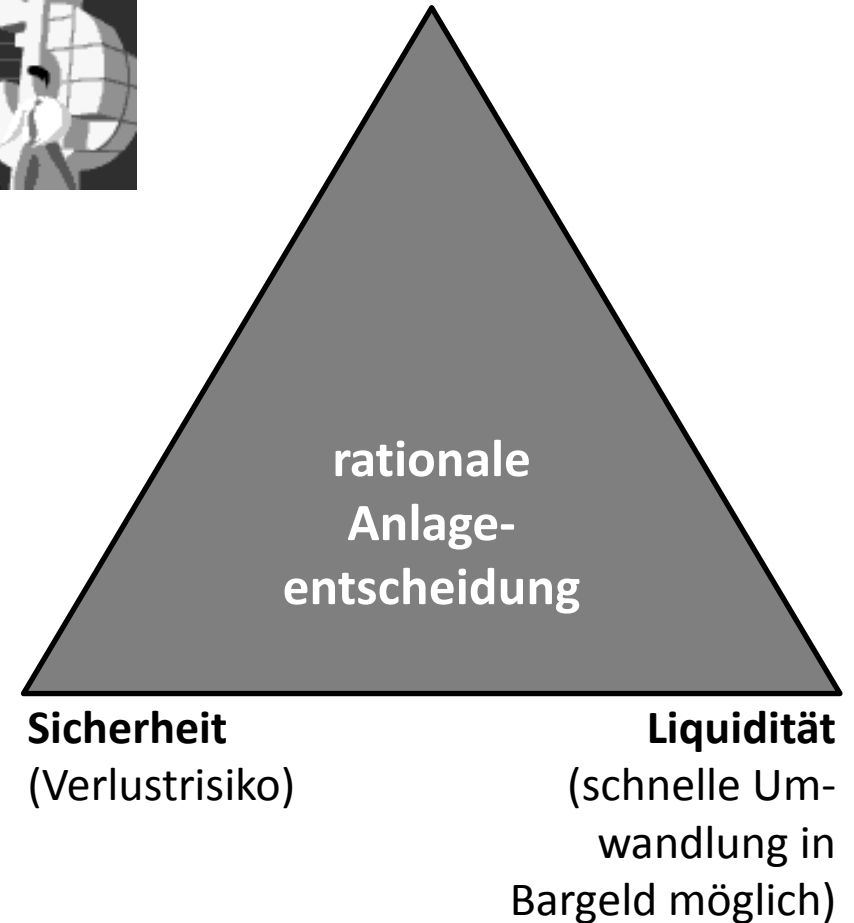 rationale
Anlage-
entscheidung
Sicherheit
(Verlustrisiko)
Liquidität
(schnelle Um-
wandlung in
Bargeld möglich)